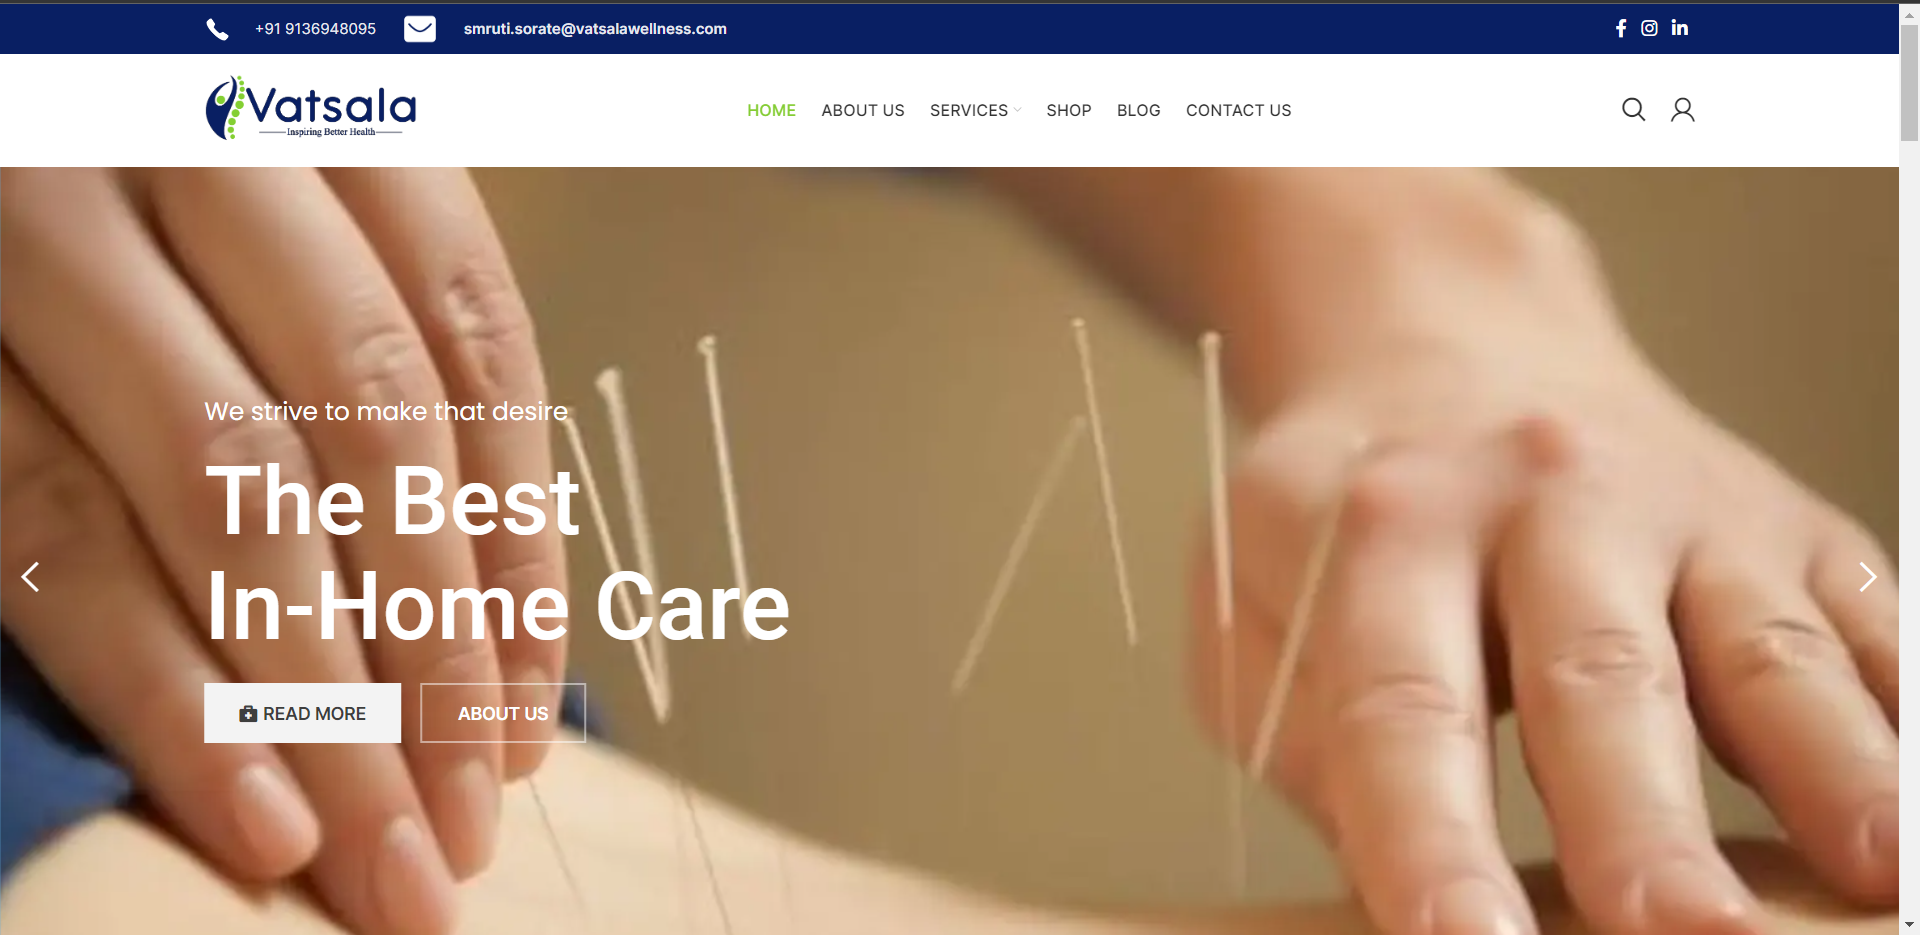 +91 9136948095
smruti.sorate@vatsalawellness.com
Vatsala
Inspiring Better Health
HOME
ABOUT US
SERVICES
SHOP
BLOG
CONTACT US
We strive to make that desire
The Best
In-Home Care
READ MORE
ABOUT US